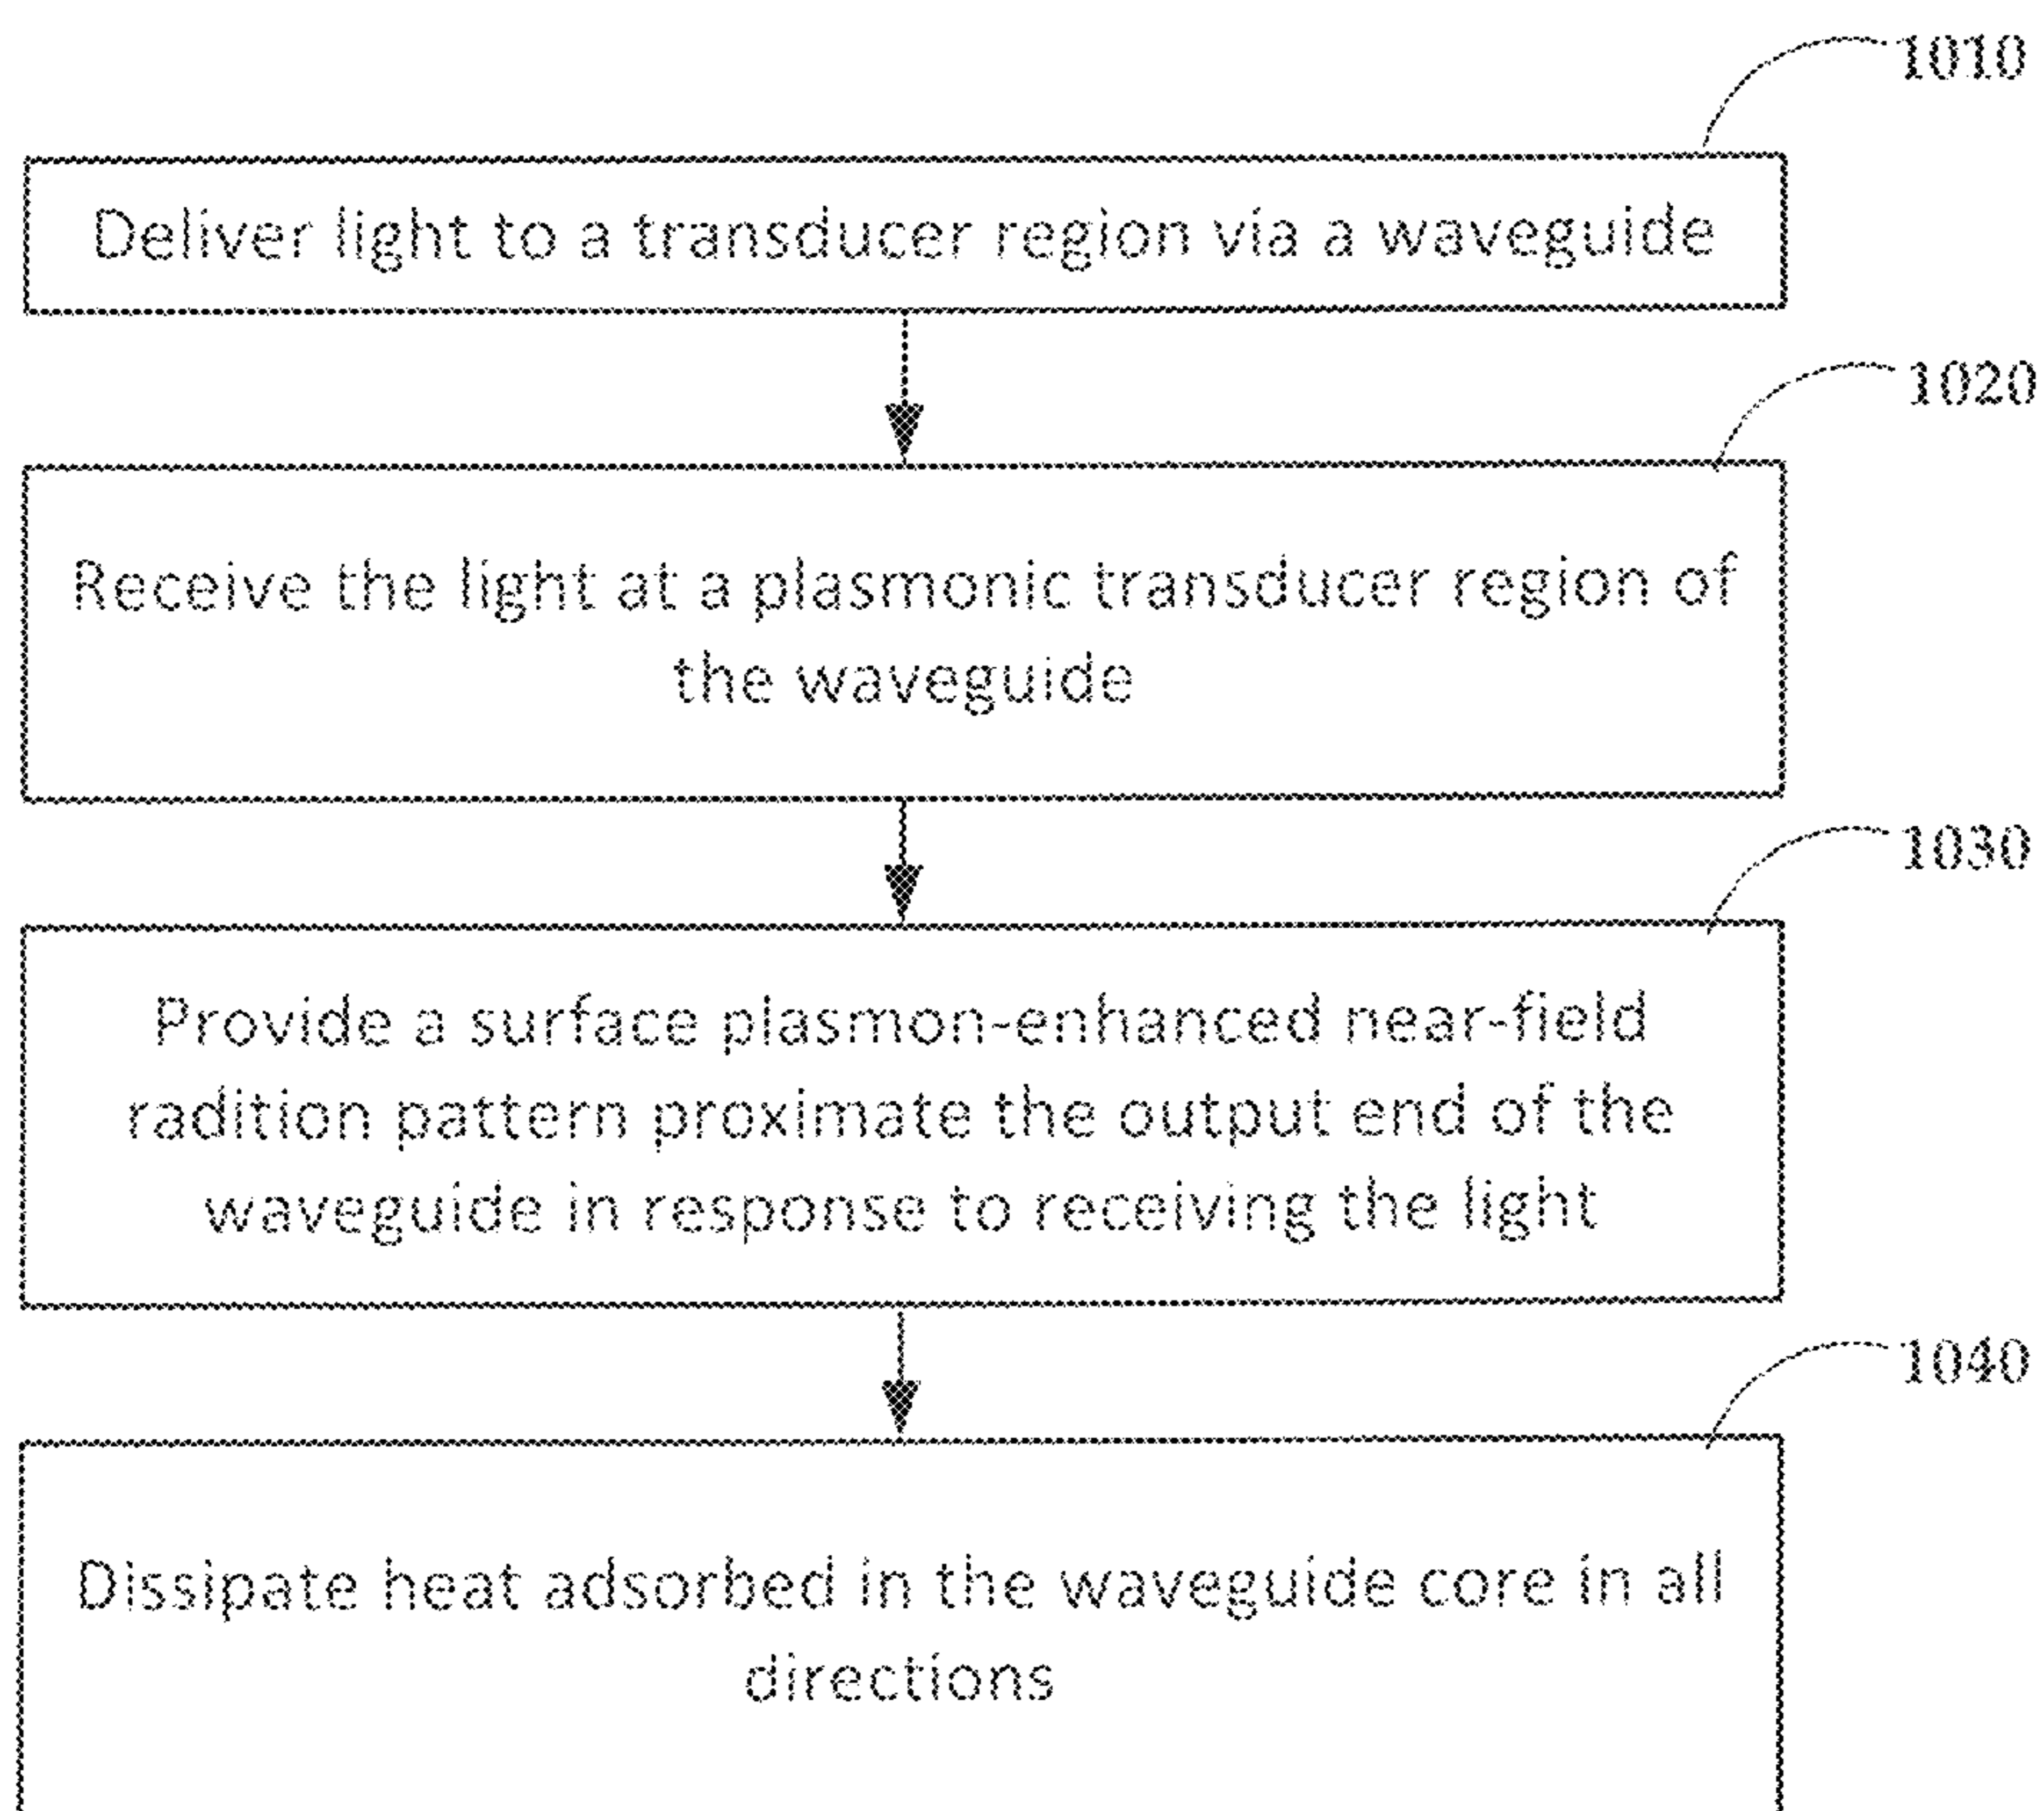 1010
Deliver light to a transducer region via a waveguide
1020
Receive the light at a plasmonic transducer region of
the waveguide
1030
Provide a surface plasmon-enhanced near-field
radition pattern proximate the output end of the
waveguide in response to receiving the light
1040
Dissipate heat adsorbed in the waveguide core in all
directions